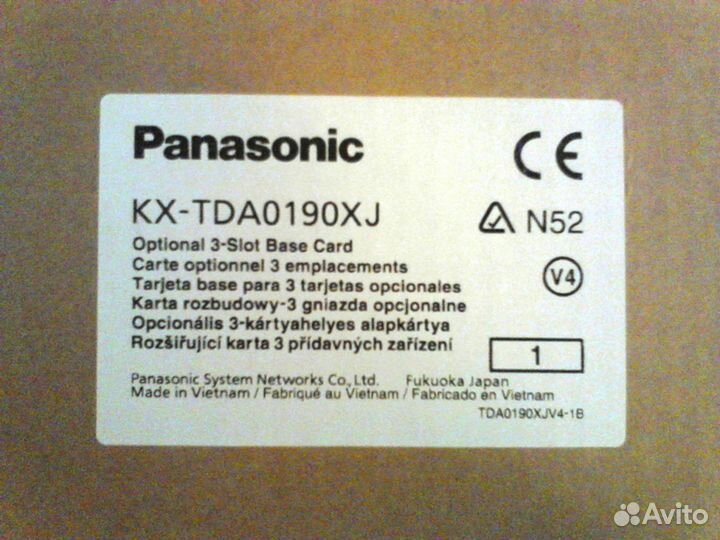 Panasonic
CE
KX-TDA0190XJ
N52
Optional 3-Slot Base Card
Carte optionnel 3 emplacements
Tarjeta base para 3 tarjetas opcionales
V4
Karta rozbudowy-3 gniazda opcjonalne
Opcionális 3-kártyahelyes alapkártya
Rozšiřující karta 3 přídavných zařízení
1
Panasonic System Networks Co., Ltd. Fukuoka Japan
Made in Vietnam / Fabriqué au Vietnam / Fabricado en Vietnam
TDA0190XJV4-1B
Avito